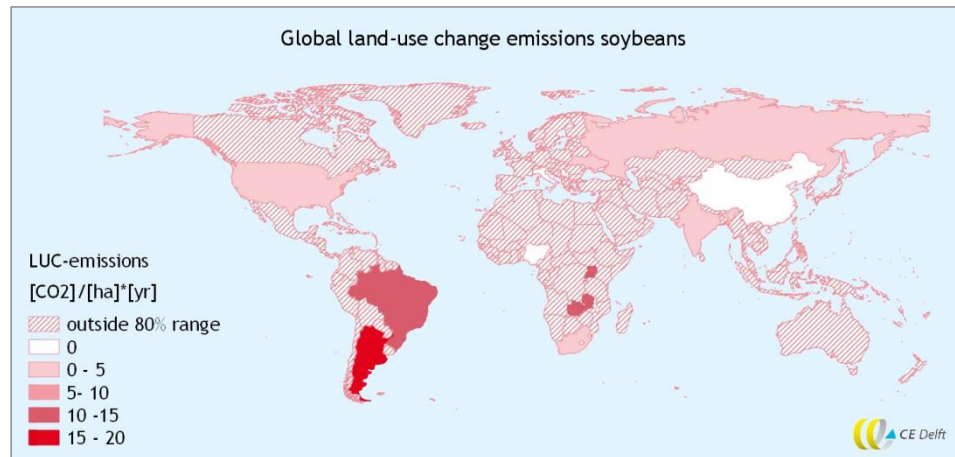 Global land-use change emissions soybeans
LUC-emissions
[CO2]/[ha]*[yr]
outside 80% range
0
0 - 5
5- 10
10 -15
15 - 20
CE Delft